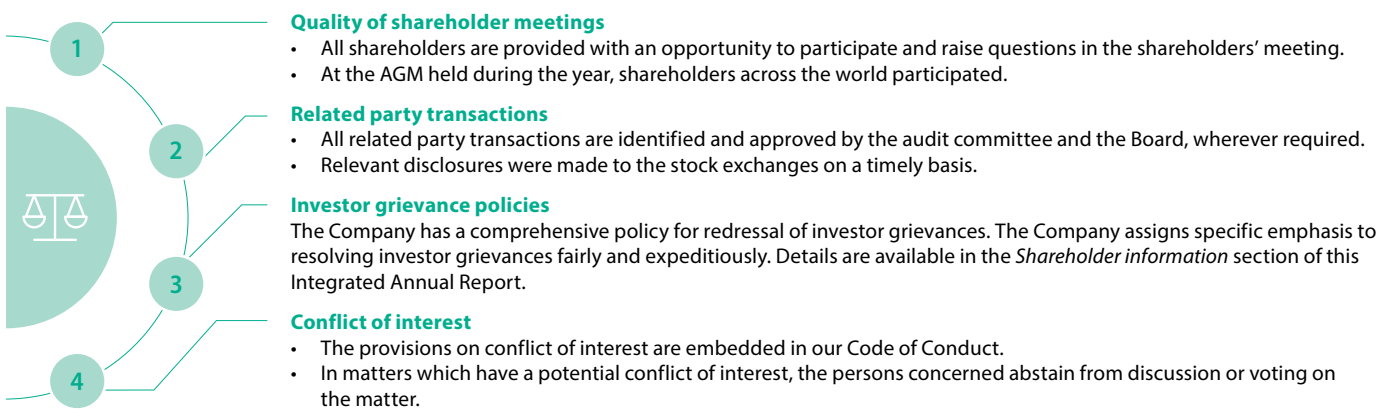 1
Quality of shareholder meetings
• All shareholders are provided with an opportunity to participate and raise questions in the shareholders’ meeting.
• At the AGM held during the year, shareholders across the world participated.
2
Related party transactions
• All related party transactions are identified and approved by the audit committee and the Board, wherever required.
• Relevant disclosures were made to the stock exchanges on a timely basis.
3
Investor grievance policies
The Company has a comprehensive policy for redressal of investor grievances. The Company assigns specific emphasis to
resolving investor grievances fairly and expeditiously. Details are available in the Shareholder information section of this
Integrated Annual Report.
4
Conflict of interest
• The provisions on conflict of interest are embedded in our Code of Conduct.
• In matters which have a potential conflict of interest, the persons concerned abstain from discussion or voting on
the matter.